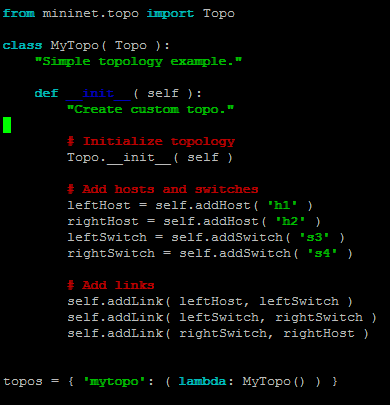 from mininet.topo import Topo
class MyTopo( Topo ):
"Simple topology example."
def __init__( self ):
"Create custom topo."
# Initialize topology
Topo.__init__( self )
# Add hosts and switches
leftHost = self.addHost( 'h1' )
rightHost = self.addHost( 'h2' )
leftSwitch = self.addSwitch( 's3' )
rightSwitch = self.addSwitch( 's4' )
# Add links
self.addLink( leftHost, leftSwitch )
self.addLink( leftSwitch, rightSwitch )
self.addLink( rightSwitch, rightHost )
topos = { 'mytopo': ( lambda: MyTopo() ) }